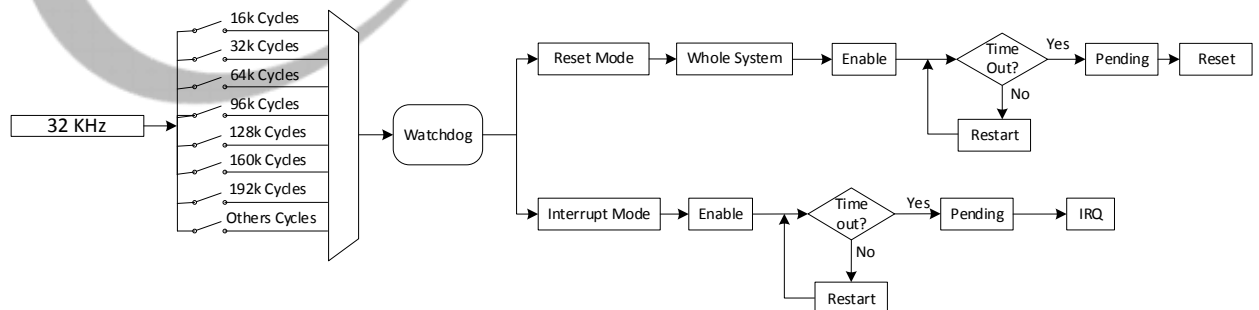 16k Cycles
32k Cycles
64k Cycles
96k Cycles
128k Cycles
160k Cycles
192k Cycles
Others Cycles
32 KHz
Watchdog
Reset Mode
Whole System
Enable
Time
Out?
Yes
No
Pending
Reset
Restart
Interrupt Mode
Enable
Time
out?
Yes
No
Pending
IRQ
Restart